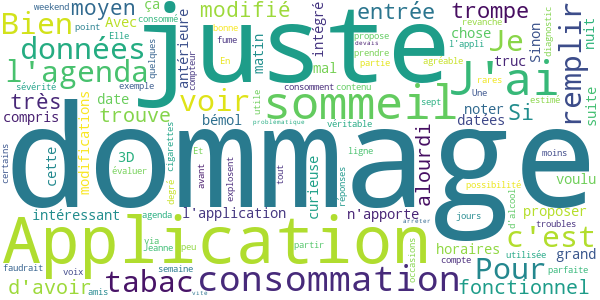 moyen
modifié
entrée
trompe
ça
weekend
point
consommé
Bien
Avec
Elle
juste
Je
chose
l'appli
revanche
devais
diagnostic
données
quelques
antérieure
bonne
fume
compteur
matin
intégré
propose
prendre
partie
mal
truc
Sinon
nuit
remplir
l'agenda
sévérité
exemple
En
agréable
J'ai
Une
rares
estime
suite
très
date
voir
utile
sommeil
consomment
contenu
sept
noter
compris
trouve
bémol
problématique
véritable
datées
Si
dommage
certains
cette
modifications
3D
évaluer
cigarettes
degré
Et
avant
explosent
tout
curieuse
réponses
ligne
alourdi
moins
possibilité
voulu
intéressant
agenda
l'application
n'apporte
jours
d'alcool
troubles
proposer
Application
via
Jeanne
peu
arrêter
horaires
c'est
grand
faudrait
voix
semaine
partir
occasions
compte
utilisée
parfaite
d'avoir
amis
tabac
vite
consommation
Pour
fonctionnel